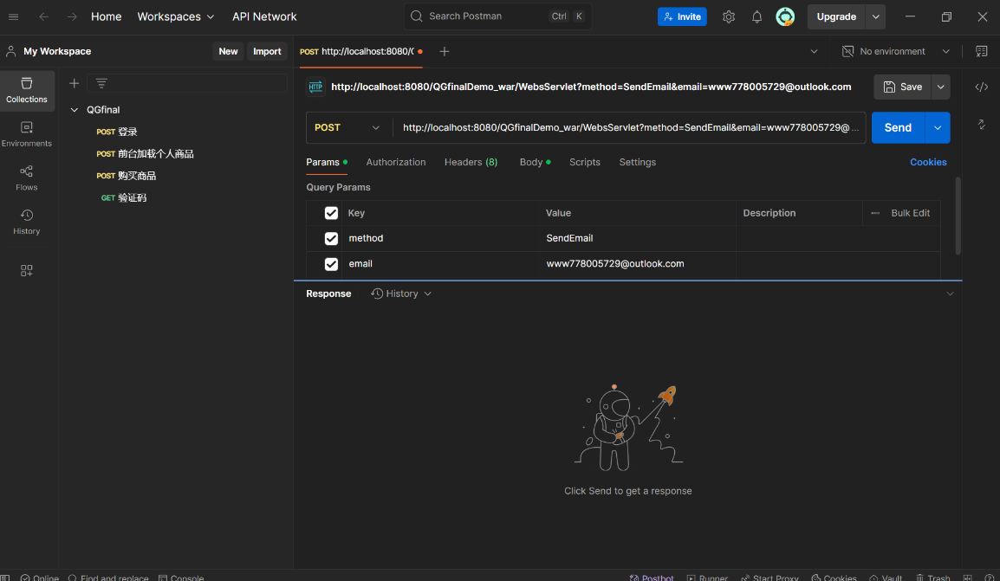 Home Workspaces API Network Search Postman Ctrl K Invite Upgrade
My Workspace New Import POST http://localhost:8080/( No environment
Collections
Environments
Flows
History
QGfinal
POST 登录
POST 前台加载个人商品
POST 购买商品
GET 验证码
HTTP http://localhost:8080/QGfinalDemo_war/WebsServlet?method=SendEmail&email=www778005729@outlook.com Save
POST http://localhost:8080/QGfinalDemo_war/WebsServlet?method=SendEmail&email=www778005729@ ... Send
Params Authorization Headers (8) Body Scripts Settings Cookies
Query Params
Key Value Description Bulk Edit
method SendEmail
email www778005729@outlook.com
Response History
Click Send to get a response
Online Find and replace Console Postbot Runner Start Proxy Cookies Vault Trash